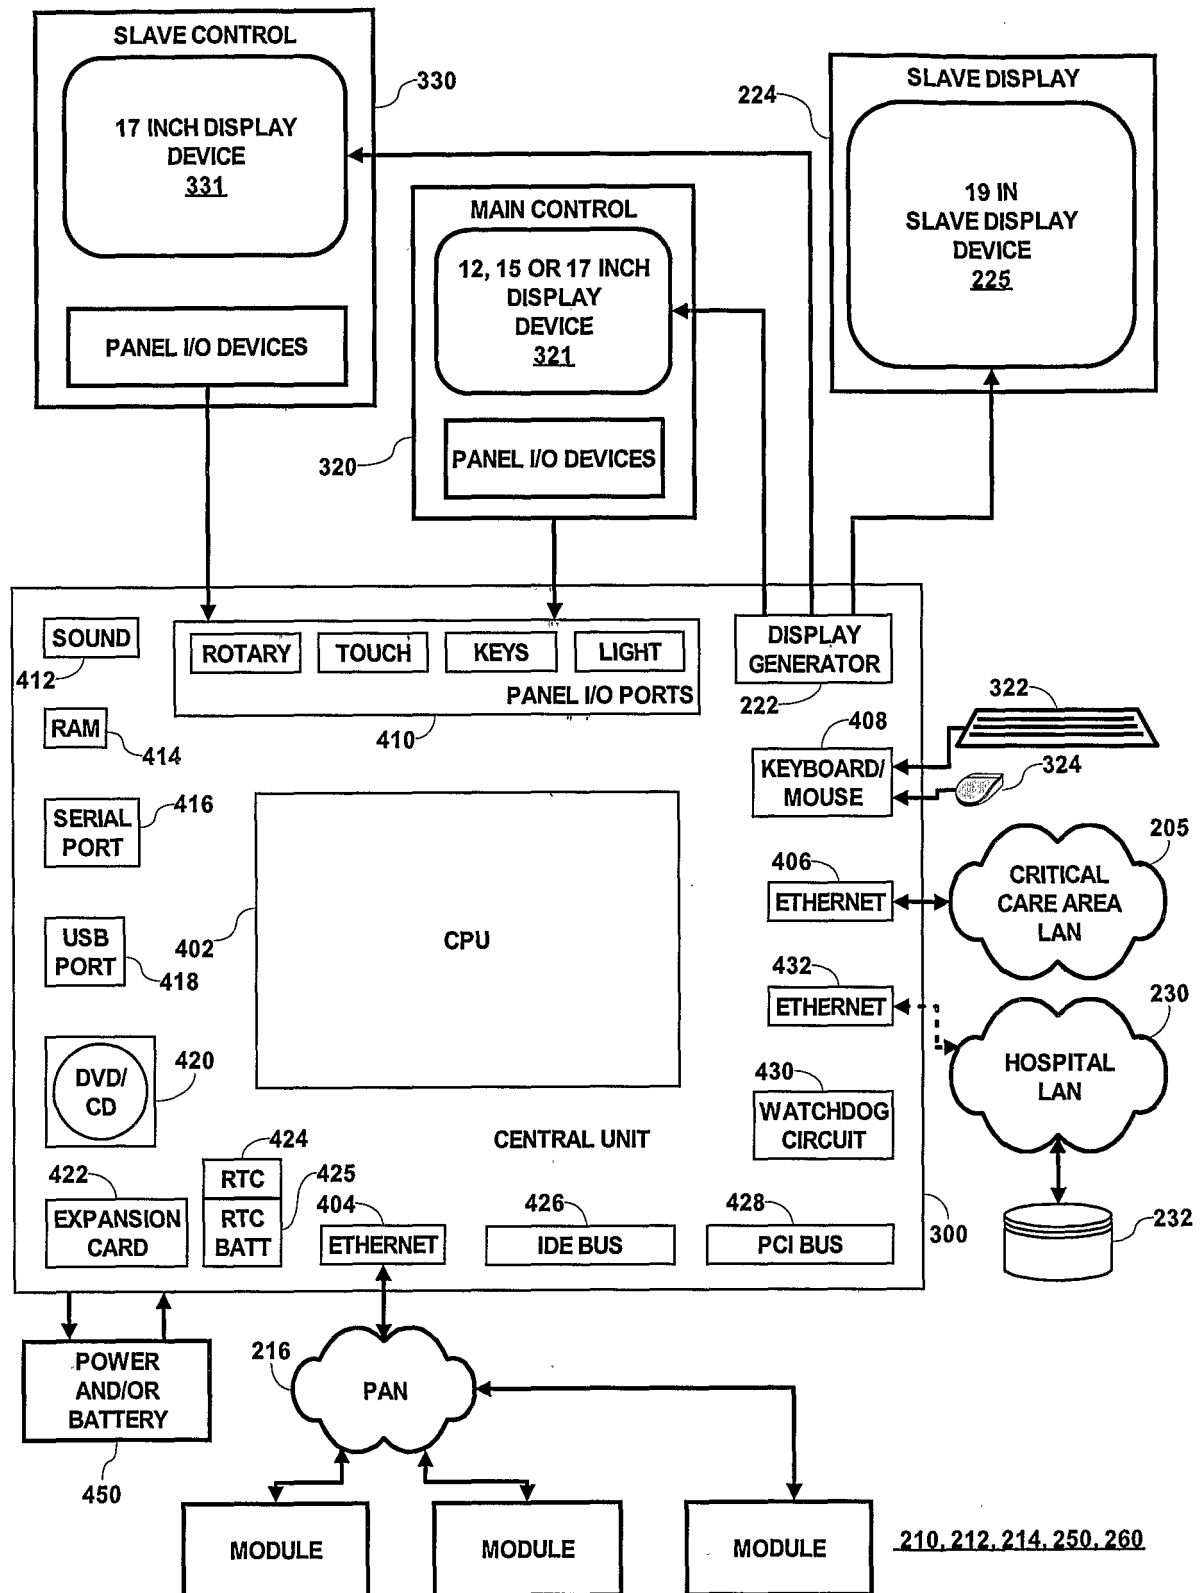 SLAVE CONTROL
17 INCH DISPLAY
DEVICE
331
PANEL I/O DEVICES
330
MAIN CONTROL
12, 15 OR 17 INCH
DISPLAY
DEVICE
321
PANEL I/O DEVICES
320
224
SLAVE DISPLAY
19 IN
SLAVE DISPLAY
DEVICE
225
SOUND
412
ROTARY
TOUCH
KEYS
LIGHT
PANEL I/O PORTS
410
DISPLAY
GENERATOR
222
RAM
414
408
KEYBOARD/
MOUSE
322
324
416
SERIAL
PORT
402
CPU
406
ETHERNET
205
CRITICAL
CARE AREA
LAN
USB
PORT
418
432
ETHERNET
230
HOSPITAL
LAN
DVD/
CD
420
430
WATCHDOG
CIRCUIT
CENTRAL UNIT
422
EXPANSION
CARD
424
RTC
425
RTC
BATT
404
ETHERNET
426
IDE BUS
428
PCI BUS
300
232
POWER
AND/OR
BATTERY
450
216
PAN
MODULE
MODULE
MODULE
210, 212, 214, 250, 260